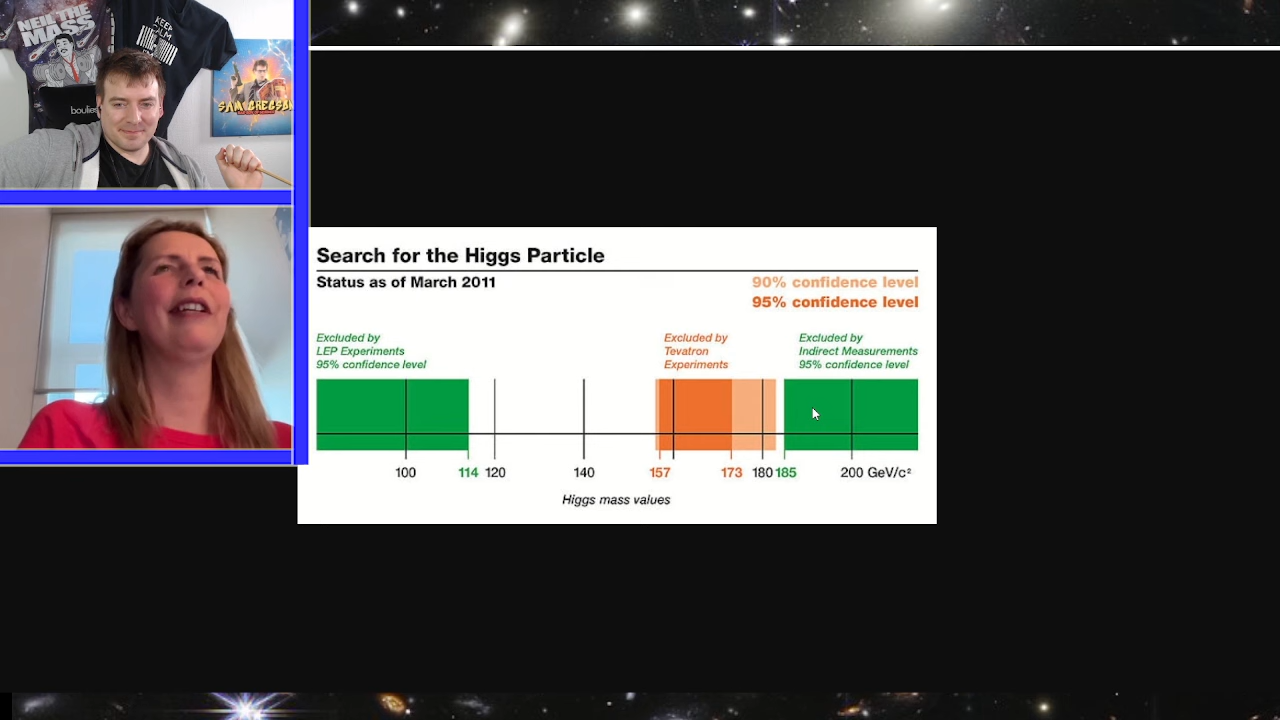 NEIL THE
MASS
KEEP
CALM
boulies
SAM GREGSON
Search for the Higgs Particle
Status as of March 2011
90% confidence level
95% confidence level
Excluded by
LEP Experiments
95% confidence level
Excluded by
Tevatron
Experiments
Excluded by
Indirect Measurements
95% confidence level
100 114 120 140 157 173 180 185 200 GeV/c²
Higgs mass values